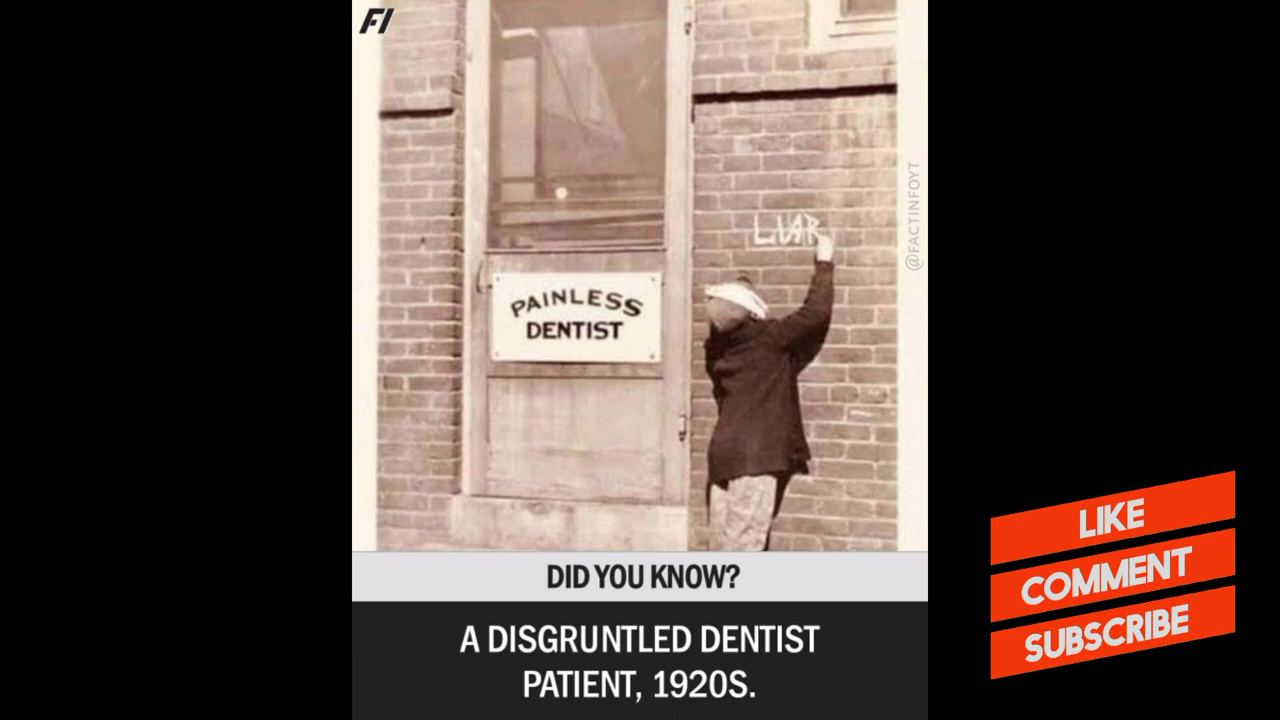 FI
LIAR
@FACTINFOYT
PAINLESS
DENTIST
DID YOU KNOW?
A DISGRUNTLED DENTIST
PATIENT, 1920S.
LIKE
COMMENT
SUBSCRIBE